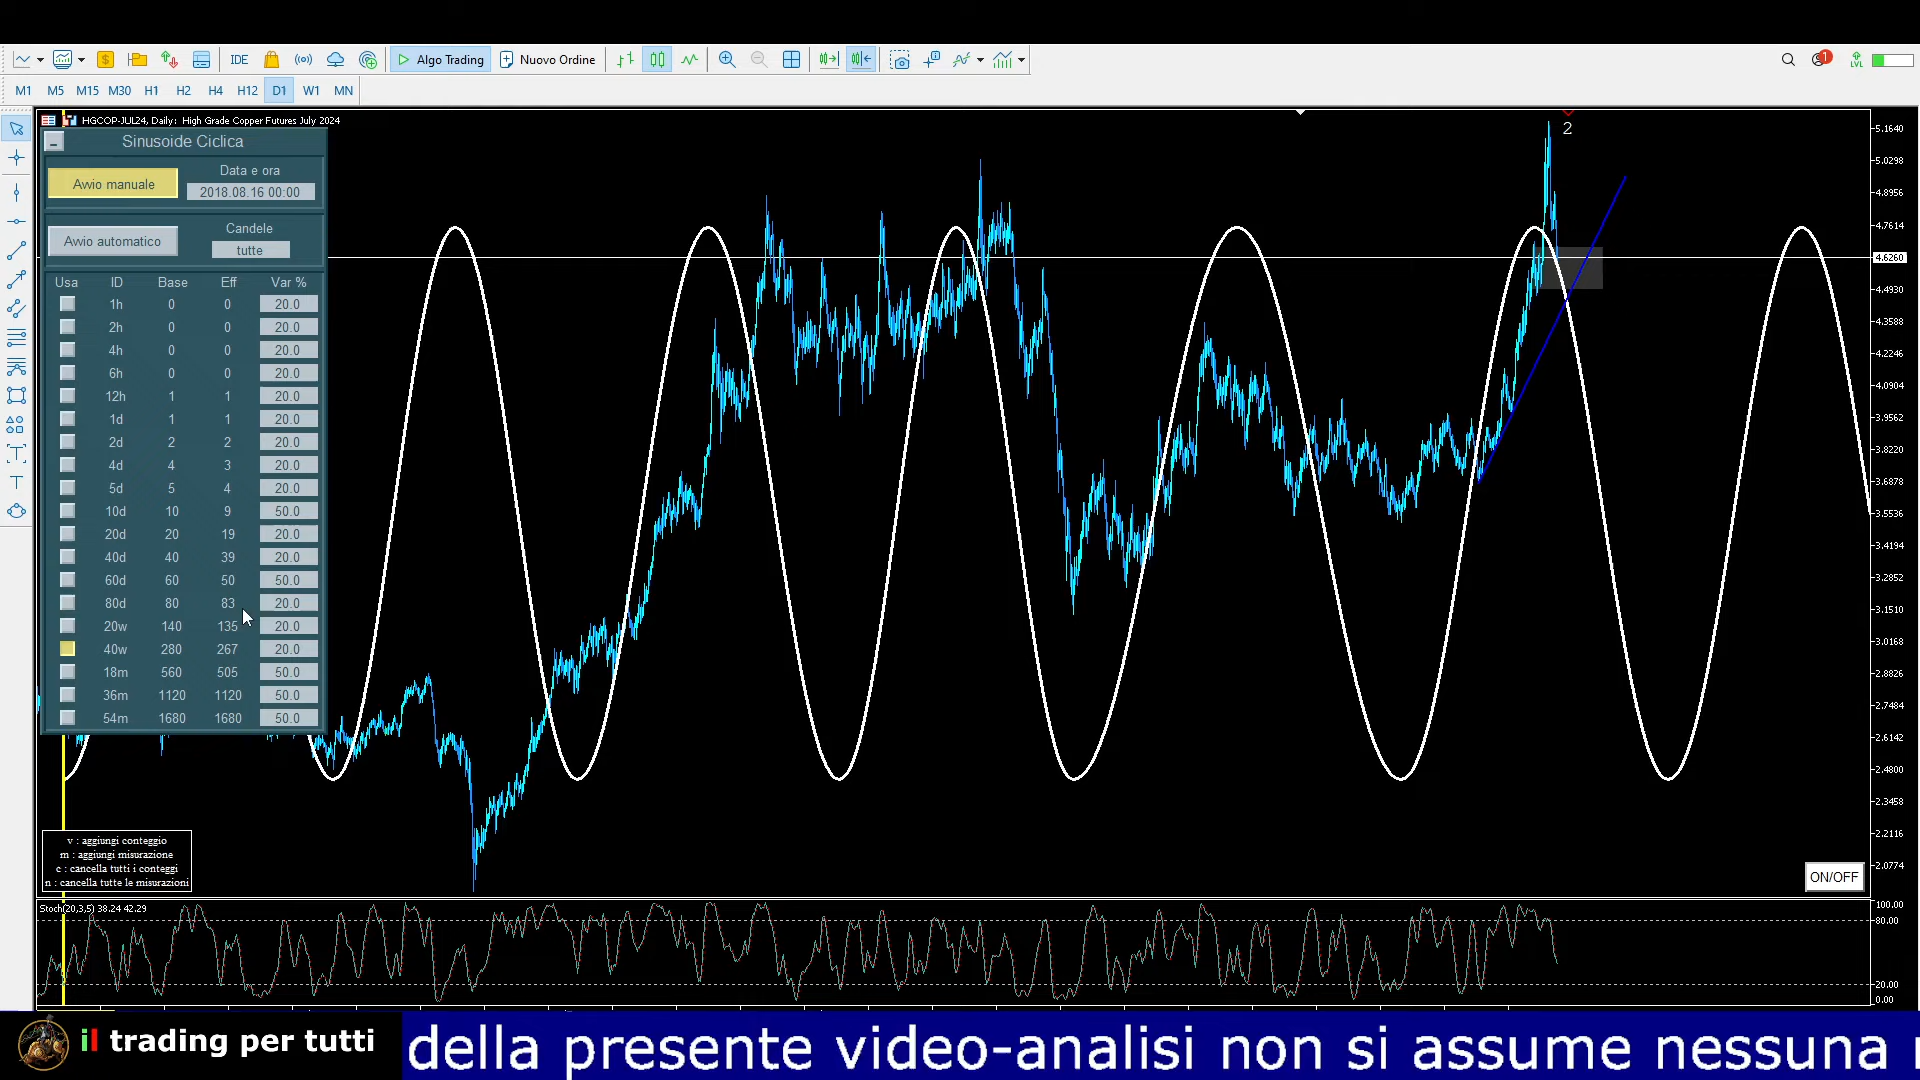 IDE
Algo Trading
Nuovo Ordine
1
LVL
M1 M5 M15 M30 H1 H2 H4 H12 D1 W1 MN
HGCOP-JUL24, Daily: High Grade Copper Futures July 2024
Sinusoide Ciclica
Avvio manuale
Data e ora
2018.08.16 00:00
Avvio automatico
Candele
tutte
Usa ID Base Eff Var %
1h 0 0 20.0
2h 0 0 20.0
4h 0 0 20.0
6h 0 0 20.0
12h 1 1 20.0
1d 1 1 20.0
2d 2 2 20.0
4d 4 3 20.0
5d 5 4 20.0
10d 10 9 50.0
20d 20 19 20.0
40d 40 39 20.0
60d 60 50 50.0
80d 80 83 20.0
20w 140 135 20.0
40w 280 267 20.0
18m 560 505 50.0
36m 1120 1120 50.0
54m 1680 1680 50.0
v : aggiungi conteggio
m : aggiungi misurazione
c : cancella tutti i conteggi
n : cancella tutte le misurazioni
2
5.1640
5.0298
4.8956
4.7614
4.6260
4.4930
4.3588
4.2246
4.0904
3.9562
3.8220
3.6878
3.5536
3.4194
3.2852
3.1510
3.0168
2.8826
2.7484
2.6142
2.4800
2.3458
2.2116
2.0774
ON/OFF
Stoch(20,3,5) 38.24 42.29
100.00
80.00
20.00
0.00
il trading per tutti
della presente video-analisi non si assume nessuna